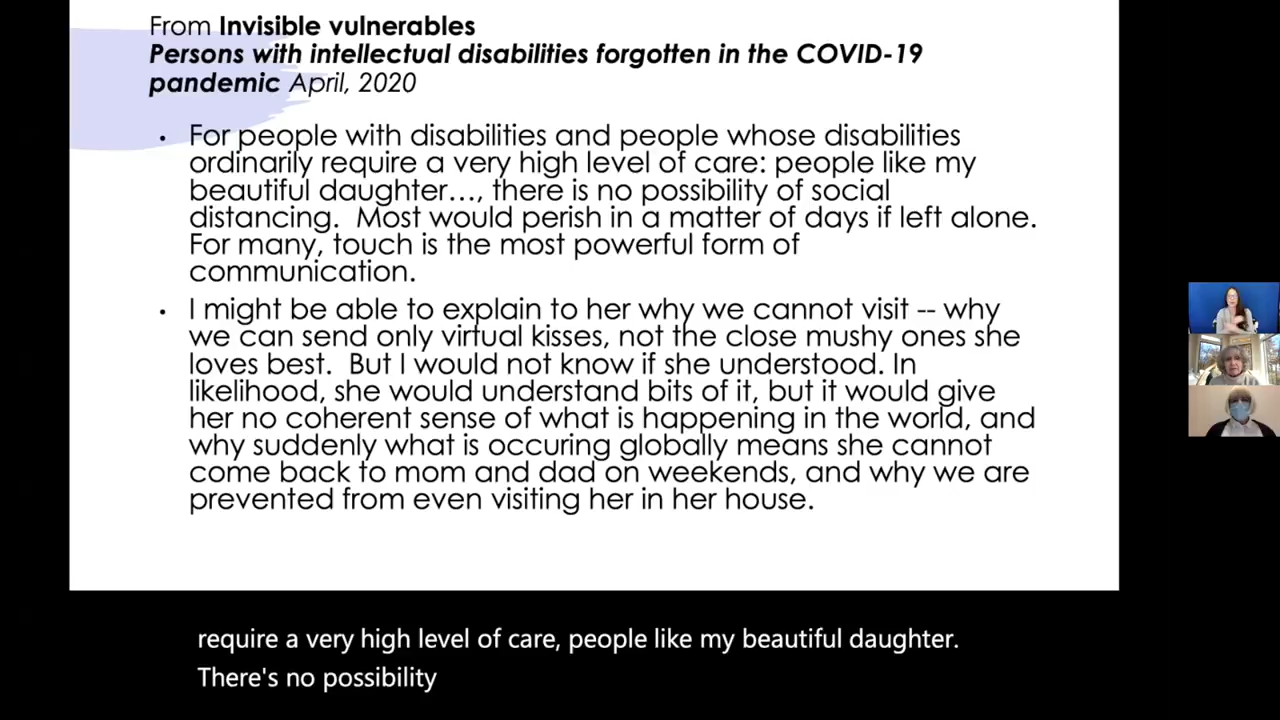 From Invisible vulnerables
Persons with intellectual disabilities forgotten in the COVID-19
pandemic April, 2020
• For people with disabilities and people whose disabilities
ordinarily require a very high level of care: people like my
beautiful daughter…, there is no possibility of social
distancing. Most would perish in a matter of days if left alone.
For many, touch is the most powerful form of
communication.
• I might be able to explain to her why we cannot visit -- why
we can send only virtual kisses, not the close mushy ones she
loves best. But I would not know if she understood. In
likelihood, she would understand bits of it, but it would give
her no coherent sense of what is happening in the world, and
why suddenly what is occuring globally means she cannot
come back to mom and dad on weekends, and why we are
prevented from even visiting her in her house.
require a very high level of care, people like my beautiful daughter.
There's no possibility